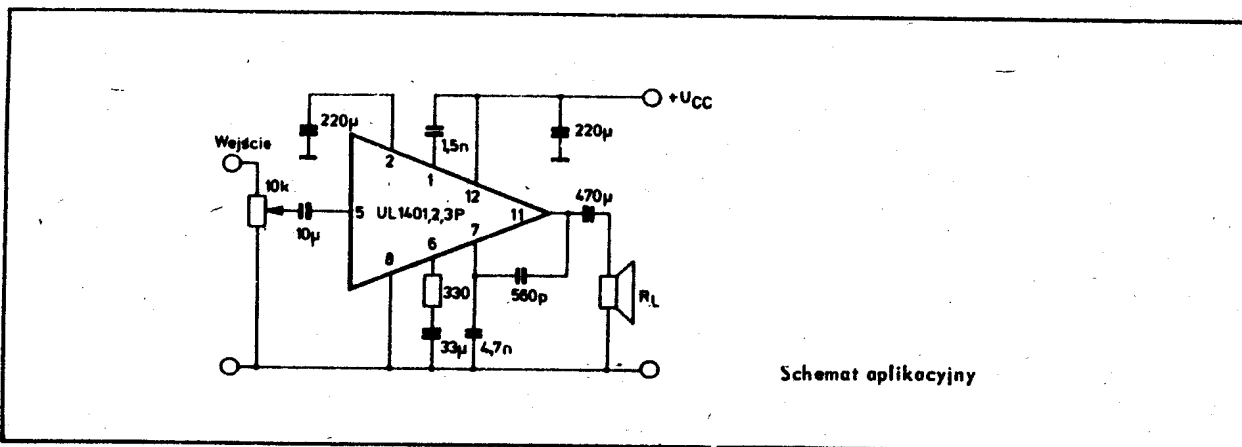 +UCC
220µ
1,5n
220µ
Wejście
2
1
12
10k
470µ
5
UL1401,2,3P
11
10µ
6
7
8
330
560p
RL
33µ
4,7n
Schemat aplikacyjny